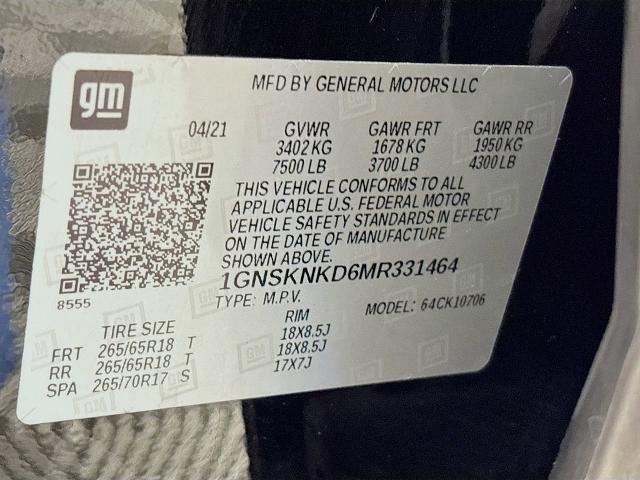 gm
MFD BY GENERAL MOTORS LLC
04/21 GVWR GAWR FRT GAWR RR
3402 KG 1678 KG 1950 KG
7500 LB 3700 LB 4300 LB
THIS VEHICLE CONFORMS TO ALL
APPLICABLE U.S. FEDERAL MOTOR
VEHICLE SAFETY STANDARDS IN EFFECT
ON THE DATE OF MANUFACTURE
SHOWN ABOVE.
1GNSKNKD6MR331464
8555
TYPE: M.P.V. MODEL: 64CK10706
TIRE SIZE RIM
FRT 265/65R18 T 18X8.5J
RR 265/65R18 T 18X8.5J
SPA 265/70R17 S 17X7J